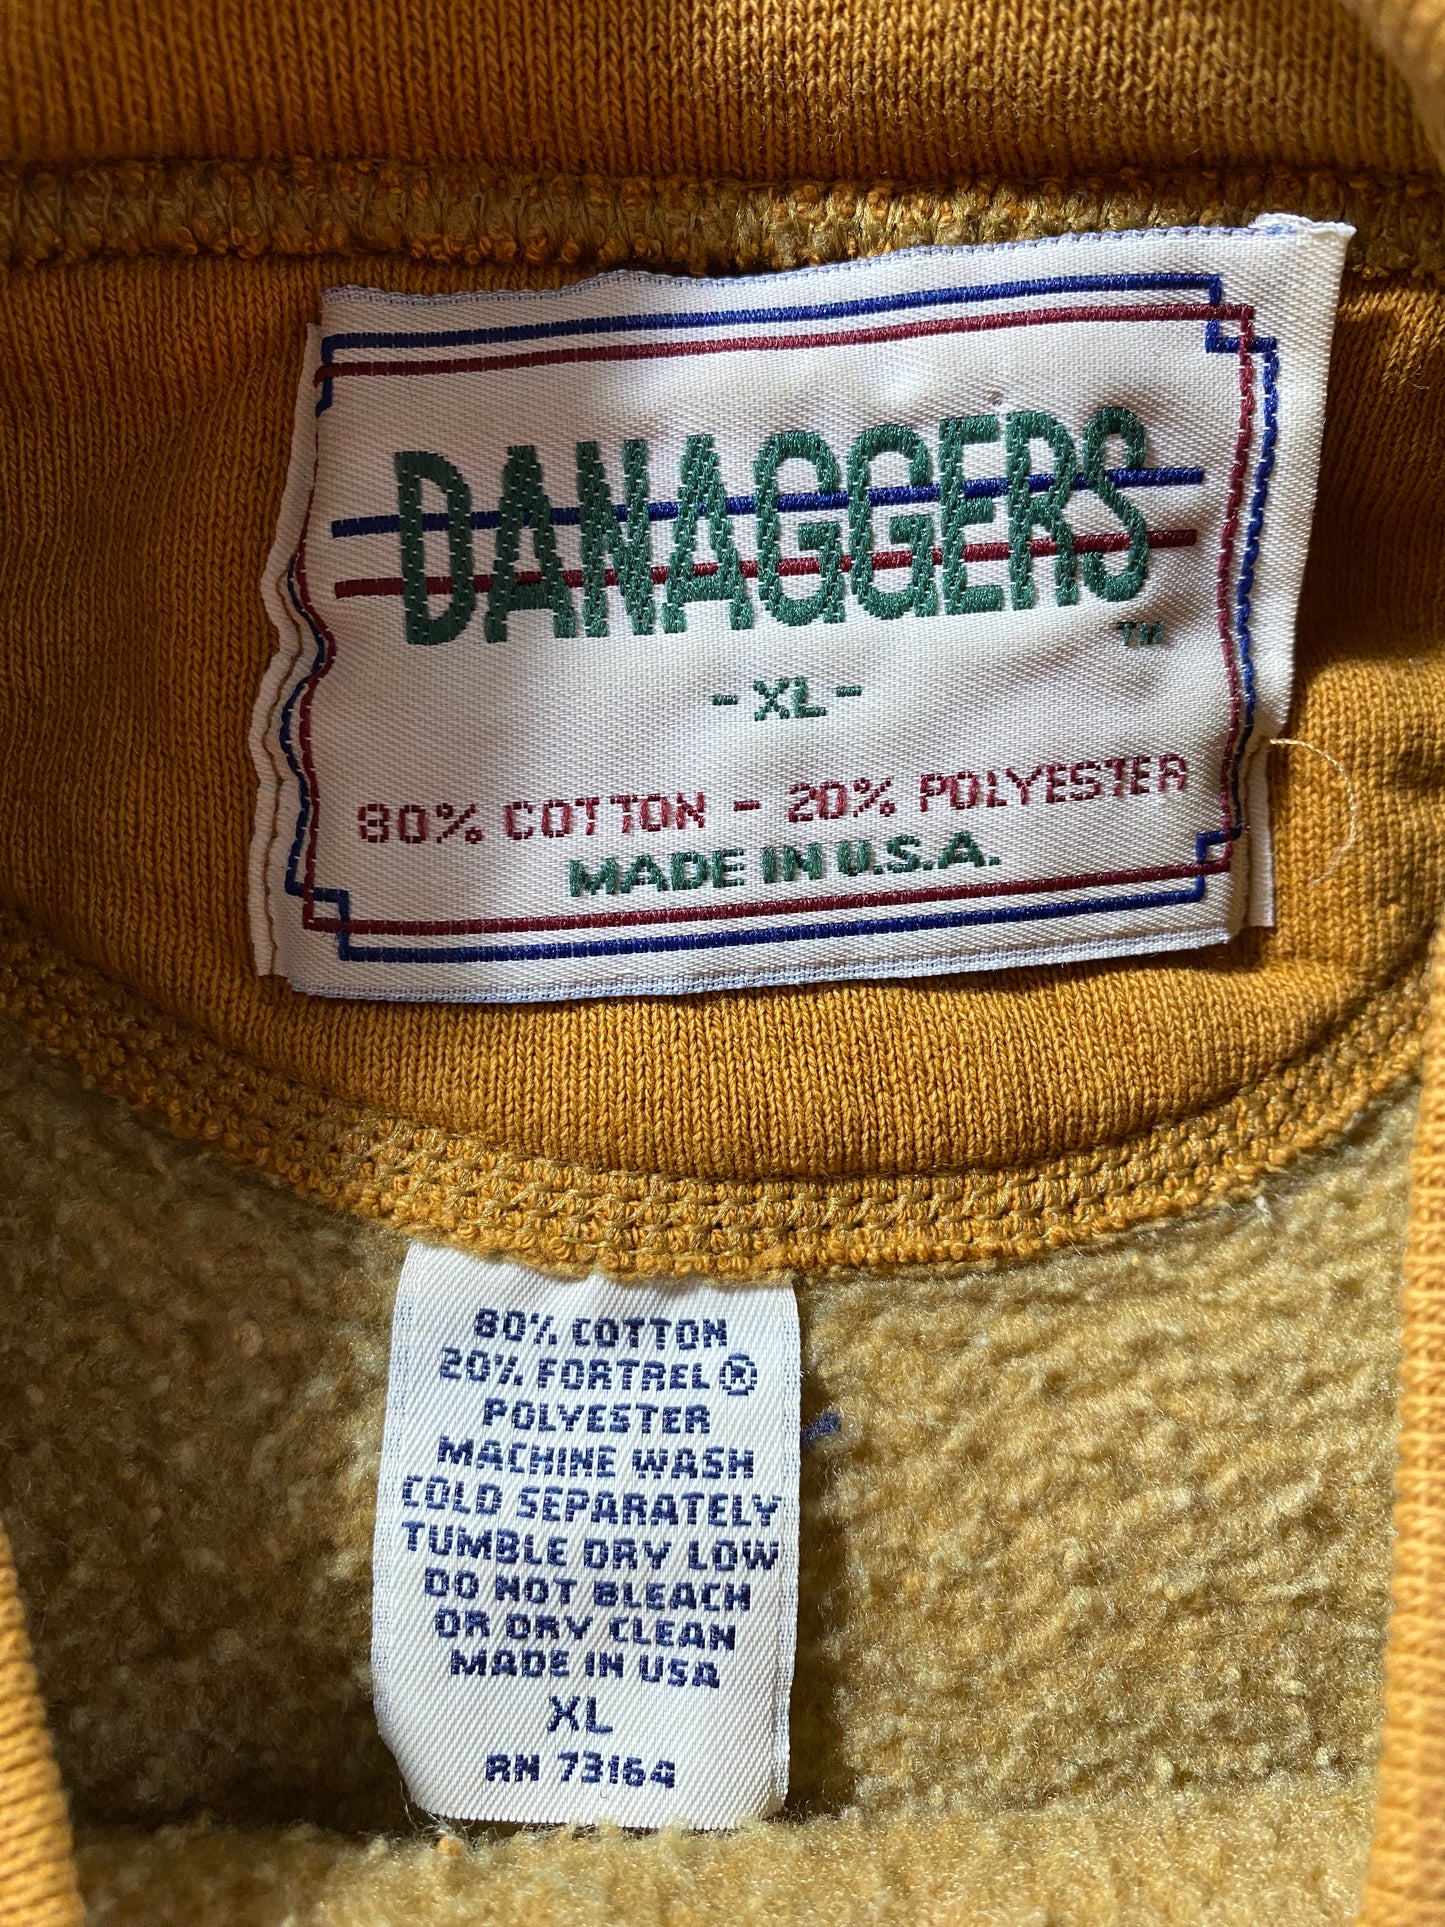 DANAGGERS
TM
- XL -
80% COTTON - 20% POLYESTER
MADE IN U.S.A.
80% COTTON
20% FORTREL ®
POLYESTER
MACHINE WASH
COLD SEPARATELY
TUMBLE DRY LOW
DO NOT BLEACH
OR DRY CLEAN
MADE IN USA
XL
RN 73164